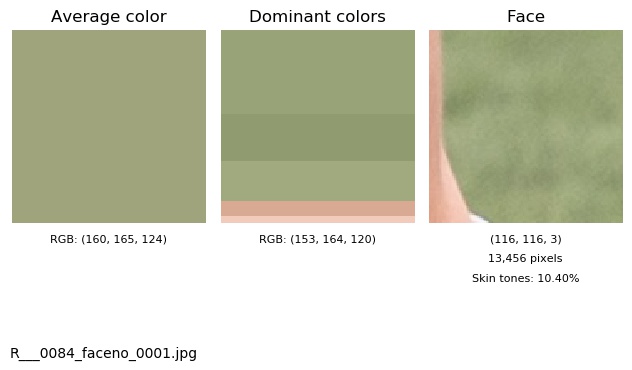 Average color
Dominant colors
Face
RGB: (160, 165, 124)
RGB: (153, 164, 120)
(116, 116, 3)
13,456 pixels
Skin tones: 10.40%
R___0084_faceno_0001.jpg